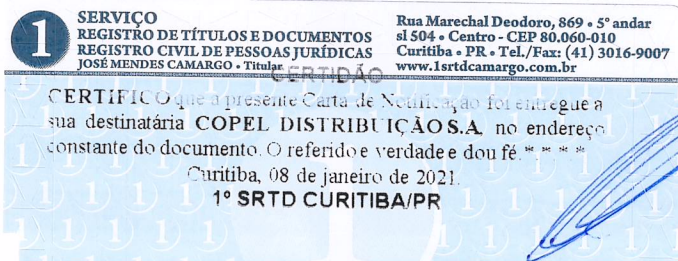 1
SERVIÇO
REGISTRO DE TÍTULOS E DOCUMENTOS
REGISTRO CIVIL DE PESSOAS JURÍDICAS
JOSÉ MENDES CAMARGO • Titular
Rua Marechal Deodoro, 869 • 5º andar
sl 504 • Centro - CEP 80.060-010
Curitiba • PR • Tel./Fax: (41) 3016-9007
www.1srtdcamargo.com.br
CERTIDÃO
CERTIFICO que a presente Carta de Notificação foi entregue a
sua destinatária COPEL DISTRIBUIÇÃO S.A, no endereço
constante do documento. O referido e verdade e dou fé. * * * *
Curitiba, 08 de janeiro de 2021.
1º SRTD CURITIBA/PR